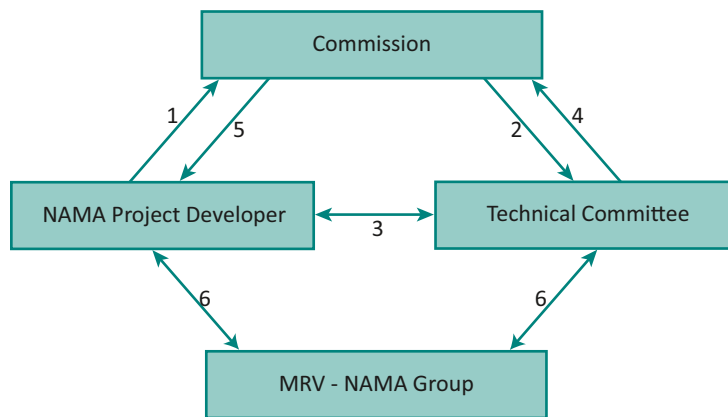 Commission
1
5
2
4
NAMA Project Developer
3
Technical Committee
6
6
MRV - NAMA Group